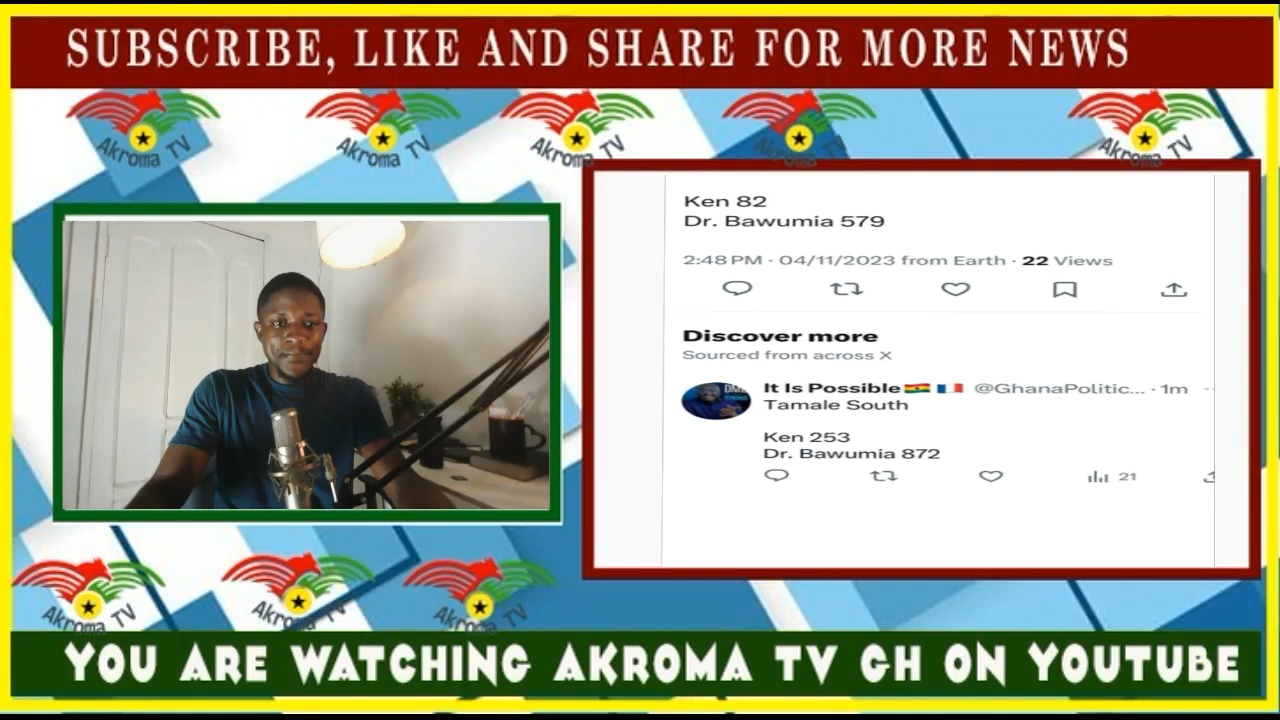 SUBSCRIBE, LIKE AND SHARE FOR MORE NEWS
Akroma TV
Akroma TV
Akroma TV
Akroma TV
Akroma TV
Ken 82
Dr. Bawumia 579
2:48 PM · 04/11/2023 from Earth · 22 Views
Discover more
Sourced from across X
It Is Possible @GhanaPolitic... · 1m
Tamale South
Ken 253
Dr. Bawumia 872
21
Akroma TV
Akroma TV
Akroma TV
YOU ARE WATCHING AKROMA TV GH ON YOUTUBE